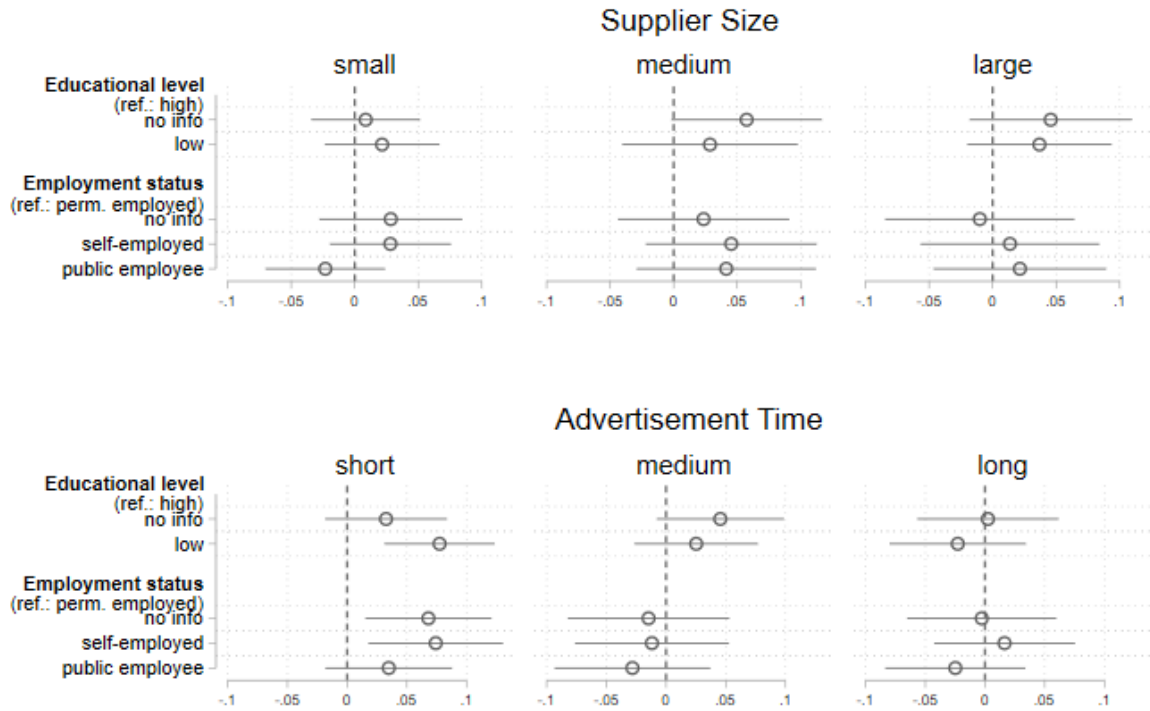 Supplier Size
small medium large
Educational level
(ref.: high)
no info
low
Employment status
(ref.: perm. employed)
no info
self-employed
public employee
-.1 -.05 0 .05 .1 -.1 -.05 0 .05 .1 -.1 -.05 0 .05 .1
Advertisement Time
short medium long
Educational level
(ref.: high)
no info
low
Employment status
(ref.: perm. employed)
no info
self-employed
public employee
-.1 -.05 0 .05 .1 -.1 -.05 0 .05 .1 -.1 -.05 0 .05 .1